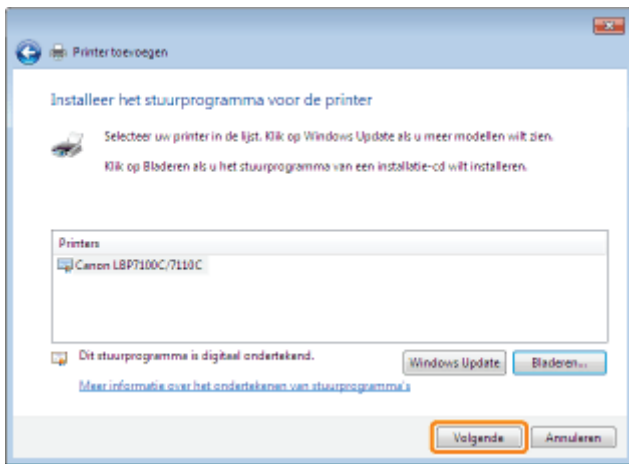 Printer toevoegen
Installeer het stuurprogramma voor de printer
Selecteer uw printer in de lijst. Klik op Windows Update als u meer modellen wilt zien.
Klik op Bladeren als u het stuurprogramma van een installatie-cd wilt installeren.
Printers
Canon LBP7100C/7110C
Dit stuurprogramma is digitaal ondertekend.
Windows Update Bladeren...
Meer informatie over het ondertekenen van stuurprogramma's
Volgende Annuleren